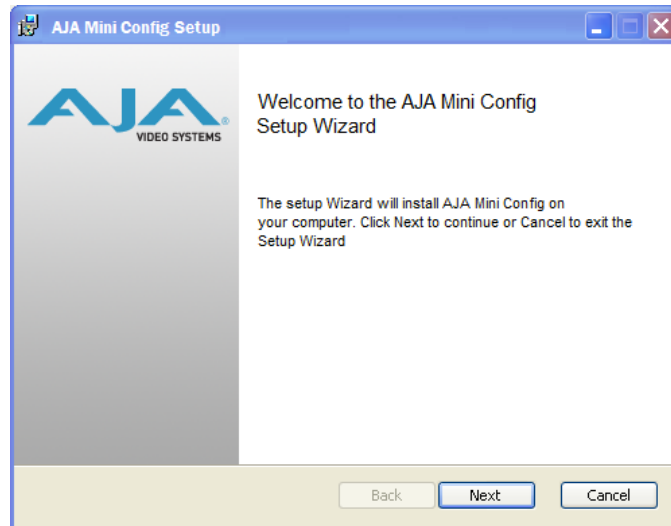 AJA Mini Config Setup
AJA®
VIDEO SYSTEMS
Welcome to the AJA Mini Config
Setup Wizard
The setup Wizard will install AJA Mini Config on
your computer. Click Next to continue or Cancel to exit the
Setup Wizard
Back
Next
Cancel